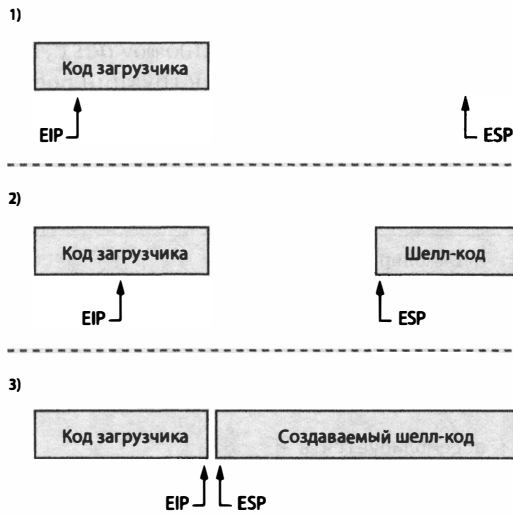 1)
Код загрузчика
EIP
ESP
2)
Код загрузчика
Шелл-код
EIP
ESP
3)
Код загрузчика
Создаваемый шелл-код
EIP
ESP